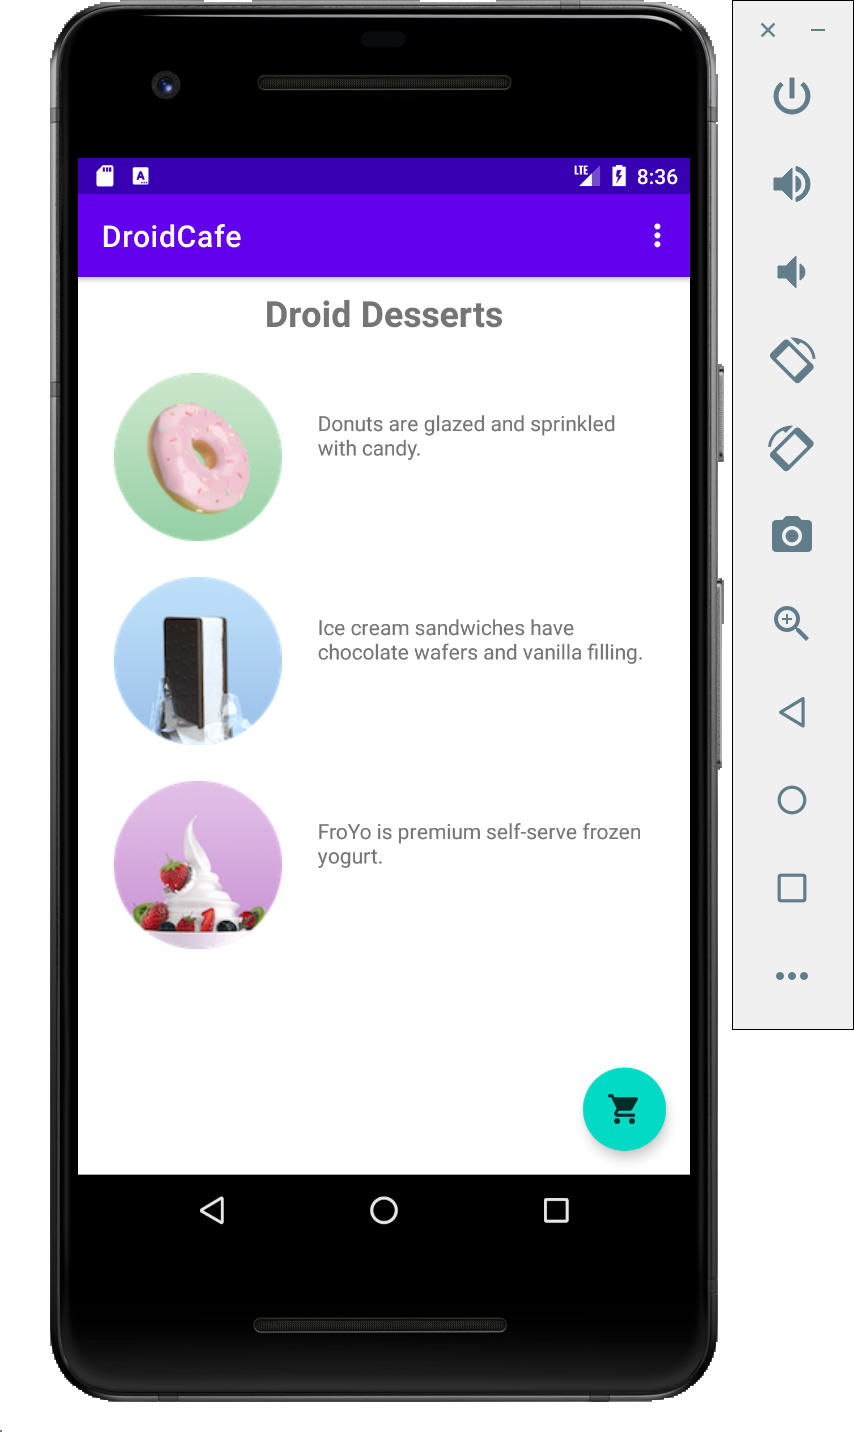 LTE
8:36
DroidCafe
Droid Desserts
Donuts are glazed and sprinkled
with candy.
Ice cream sandwiches have
chocolate wafers and vanilla filling.
FroYo is premium self-serve frozen
yogurt.